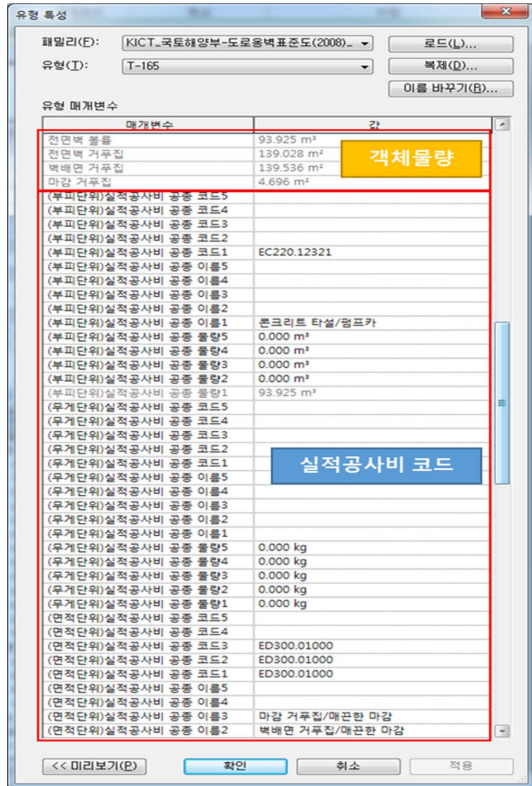 유형 특성
패밀리(F): KICT_국토해양부-도로옹벽표준도(2008)_ 로드(L)...
유형(T): T-165 복제(D)...
이름 바꾸기(R)...
유형 매개변수
매개변수 값
전면벽 볼륨 93.925 m³
전면벽 거푸집 139.028 m²
벽배면 거푸집 139.536 m²
마감 거푸집 4.696 m²
객체물량
(부피단위)실적공사비 공종 코드5
(부피단위)실적공사비 공종 코드4
(부피단위)실적공사비 공종 코드3
(부피단위)실적공사비 공종 코드2
(부피단위)실적공사비 공종 코드1 EC220.12321
(부피단위)실적공사비 공종 이름5
(부피단위)실적공사비 공종 이름4
(부피단위)실적공사비 공종 이름3
(부피단위)실적공사비 공종 이름2
(부피단위)실적공사비 공종 이름1 콘크리트 타설/펌프카
(부피단위)실적공사비 공종 물량5 0.000 m³
(부피단위)실적공사비 공종 물량4 0.000 m³
(부피단위)실적공사비 공종 물량3 0.000 m³
(부피단위)실적공사비 공종 물량2 0.000 m³
(부피단위)실적공사비 공종 물량1 93.925 m³
(무게단위)실적공사비 공종 코드5
(무게단위)실적공사비 공종 코드4
(무게단위)실적공사비 공종 코드3
(무게단위)실적공사비 공종 코드2
(무게단위)실적공사비 공종 코드1
실적공사비 코드
(무게단위)실적공사비 공종 이름5
(무게단위)실적공사비 공종 이름4
(무게단위)실적공사비 공종 이름3
(무게단위)실적공사비 공종 이름2
(무게단위)실적공사비 공종 이름1
(무게단위)실적공사비 공종 물량5 0.000 kg
(무게단위)실적공사비 공종 물량4 0.000 kg
(무게단위)실적공사비 공종 물량3 0.000 kg
(무게단위)실적공사비 공종 물량2 0.000 kg
(무게단위)실적공사비 공종 물량1 0.000 kg
(면적단위)실적공사비 공종 코드5
(면적단위)실적공사비 공종 코드4
(면적단위)실적공사비 공종 코드3 ED300.01000
(면적단위)실적공사비 공종 코드2 ED300.01000
(면적단위)실적공사비 공종 코드1 ED300.01000
(면적단위)실적공사비 공종 이름5
(면적단위)실적공사비 공종 이름4
(면적단위)실적공사비 공종 이름3 마감 거푸집/매끈한 마감
(면적단위)실적공사비 공종 이름2 벽배면 거푸집/매끈한 마감
<< 미리보기(P) 확인 취소 적용